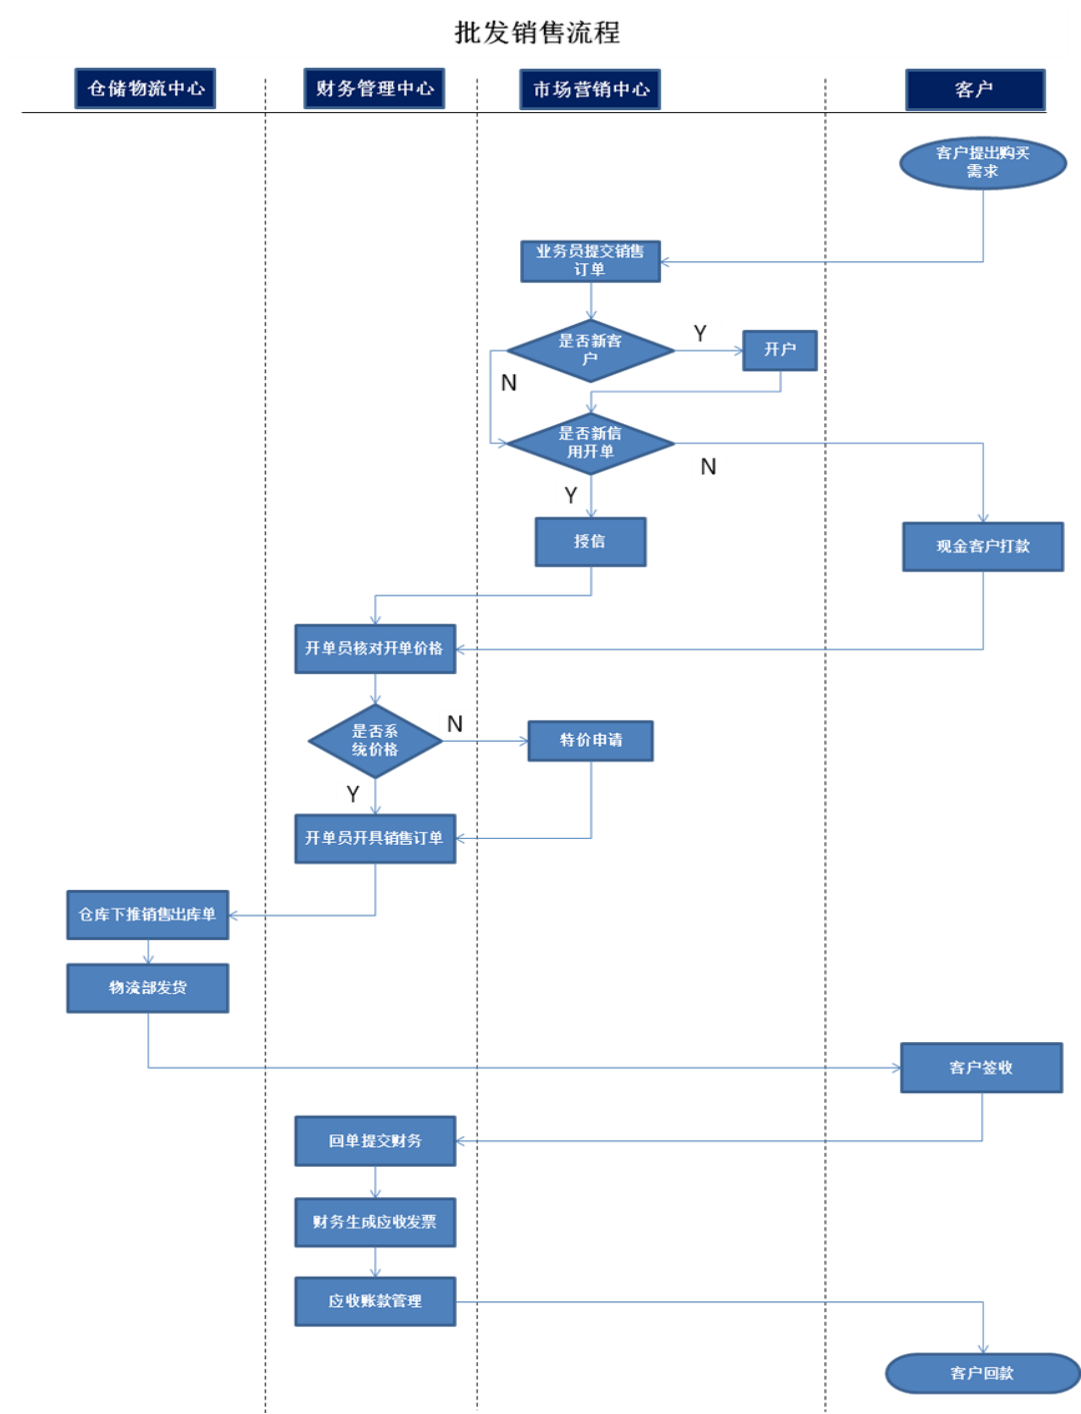 批发销售流程
仓储物流中心
财务管理中心
市场营销中心
客户
客户提出购买
需求
业务员提交销售
订单
是否新客
户
Y
开户
N
是否新信
用开单
N
Y
授信
现金客户打款
开单员核对开单价格
是否系
统价格
N
特价申请
Y
开单员开具销售订单
仓库下推销售出库单
物流部发货
客户签收
回单提交财务
财务生成应收发票
应收账款管理
客户回款